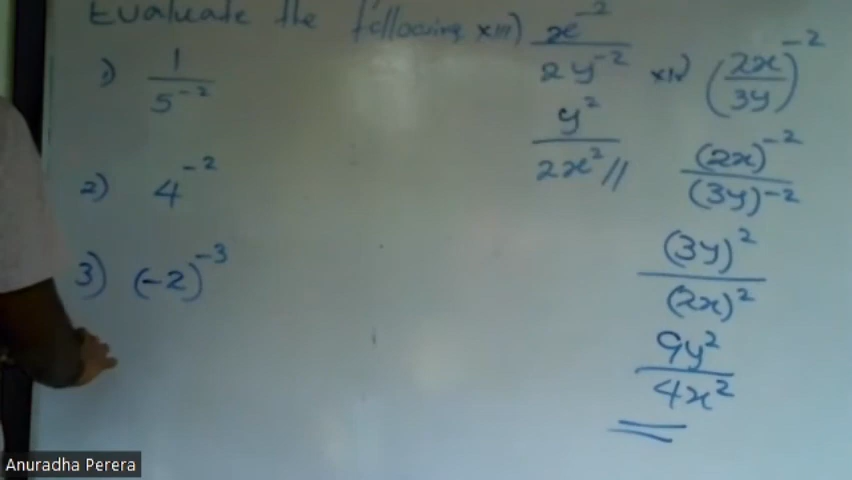 Evaluate the following
1) 1/5⁻²
2) 4⁻²
3) (-2)⁻³
xiii) x⁻²/2y⁻²
y²/2x² //
xiv) (2x/3y)⁻²
(2x)⁻²/(3y)⁻²
(3y)²/(2x)²
9y²/4x²
Anuradha Perera